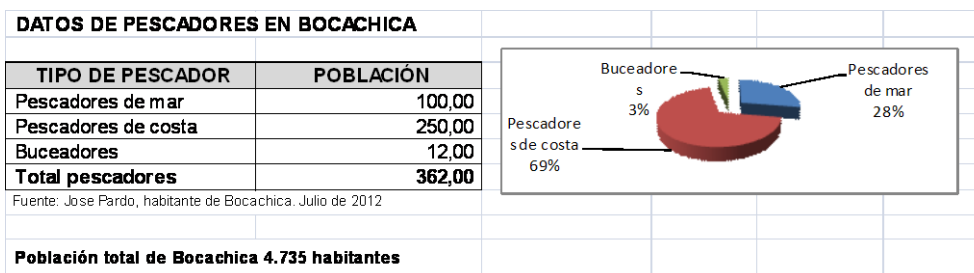 DATOS DE PESCADORES EN BOCACHICA
TIPO DE PESCADOR POBLACIÓN
Pescadores de mar 100,00
Pescadores de costa 250,00
Buceadores 12,00
Total pescadores 362,00
Fuente: Jose Pardo, habitante de Bocachica. Julio de 2012
Población total de Bocachica 4.735 habitantes
Buceadore
s
3%
Pescadores
de mar
28%
Pescadore
s de costa
69%